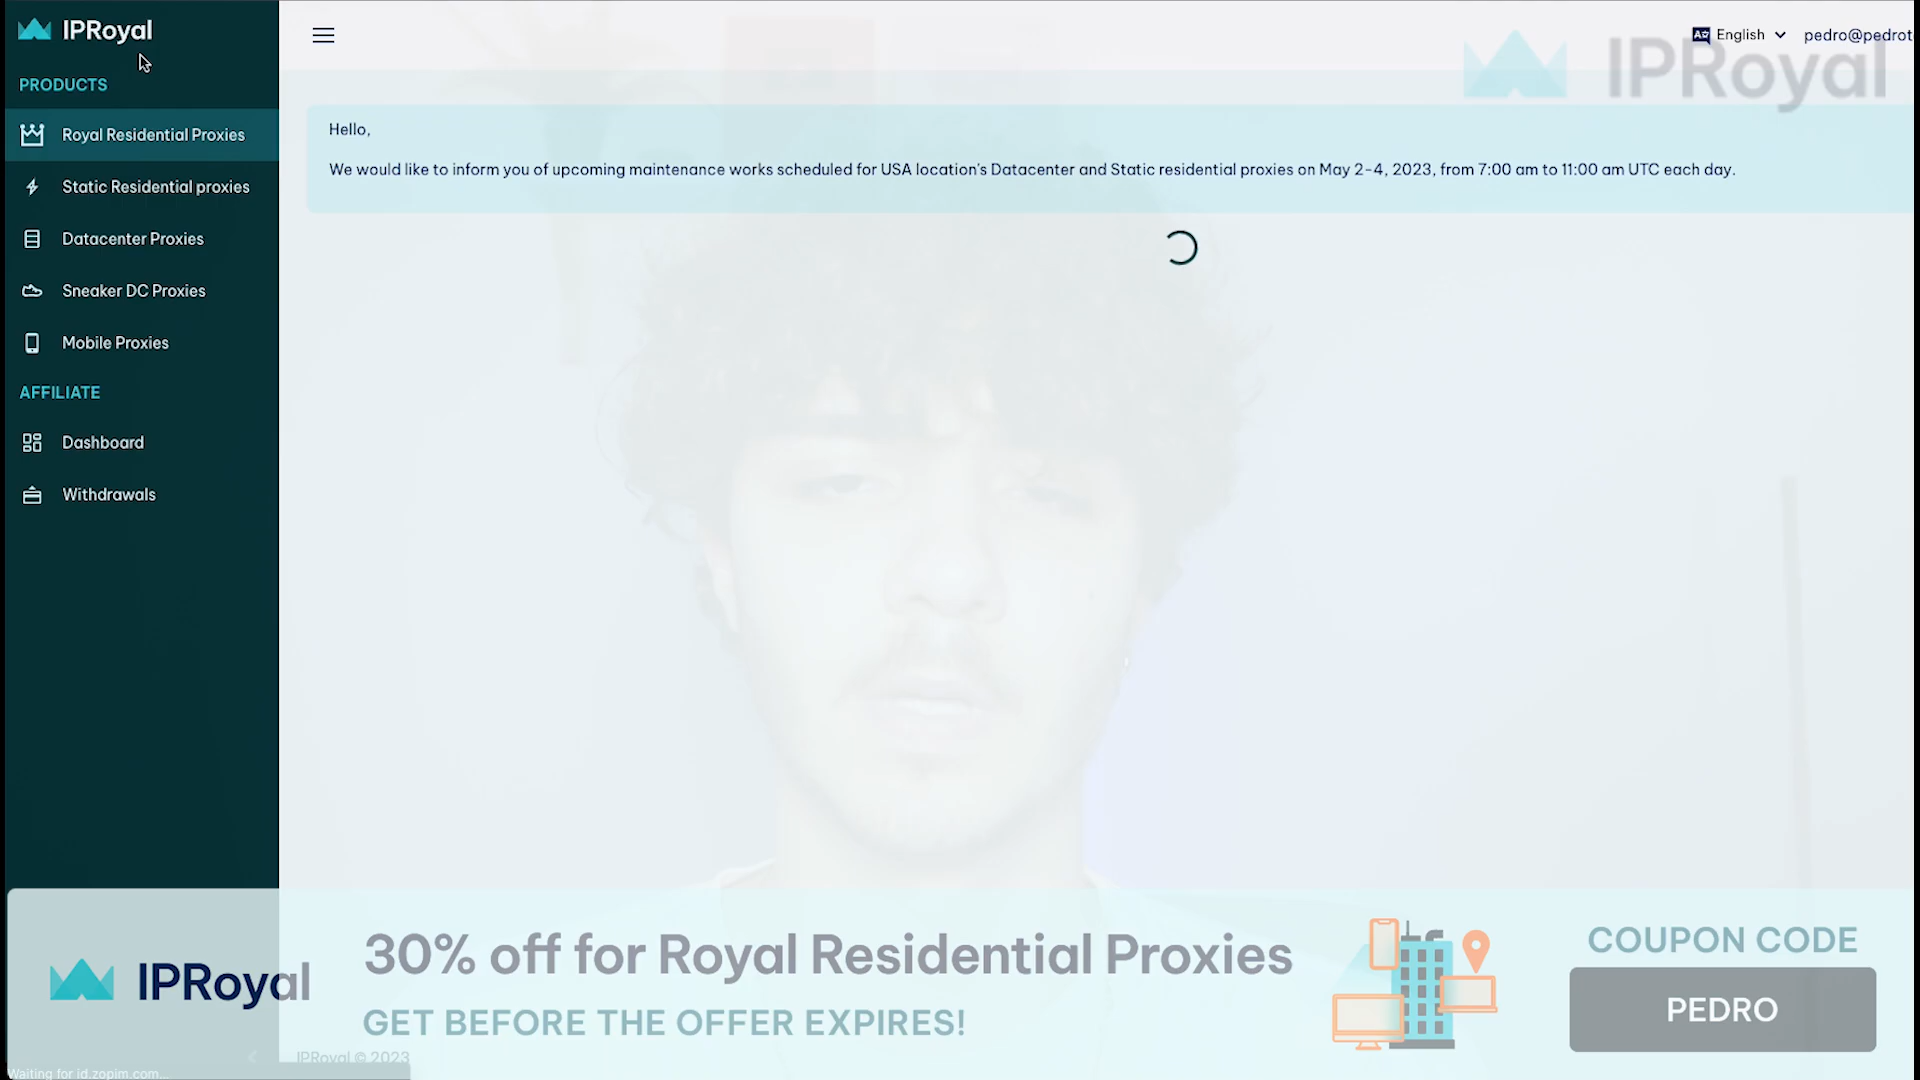 IPRoyal
PRODUCTS
Royal Residential Proxies
Static Residential proxies
Datacenter Proxies
Sneaker DC Proxies
Mobile Proxies
AFFILIATE
Dashboard
Withdrawals
English
pedro@pedrot
IPRoyal
Hello,
We would like to inform you of upcoming maintenance works scheduled for USA location's Datacenter and Static residential proxies on May 2-4, 2023, from 7:00 am to 11:00 am UTC each day.
IPRoyal
30% off for Royal Residential Proxies
GET BEFORE THE OFFER EXPIRES!
COUPON CODE
PEDRO
IPRoyal © 2023
Waiting for id.zopim.com...